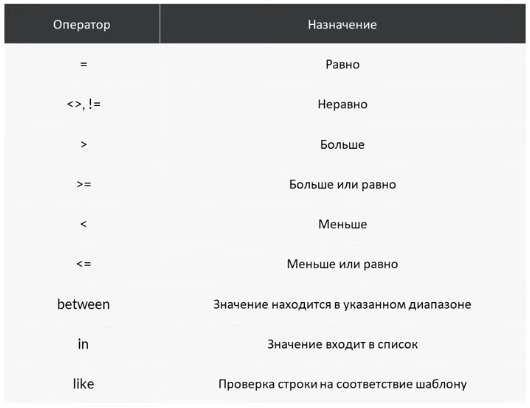 Оператор Назначение
= Равно
<>, != Неравно
> Больше
>= Больше или равно
< Меньше
<= Меньше или равно
between Значение находится в указанном диапазоне
in Значение входит в список
like Проверка строки на соответствие шаблону